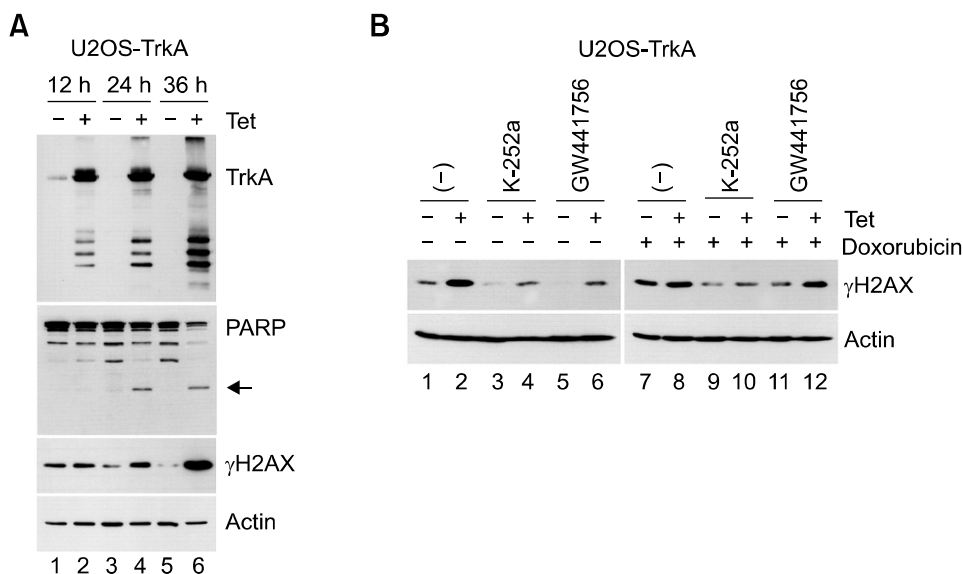 A
U2OS-TrkA
12 h 24 h 36 h
− + − + − + Tet
TrkA
PARP
γH2AX
Actin
1 2 3 4 5 6
B
U2OS-TrkA
(−) K-252a GW441756 (−) K-252a GW441756
− + − + − + − + − + − + Tet
− − − − − − + + + + + + Doxorubicin
γH2AX
Actin
1 2 3 4 5 6 7 8 9 10 11 12